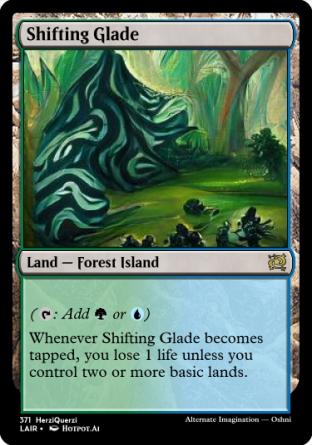 Shifting Glade
Land — Forest Island
( : Add or )
Whenever Shifting Glade becomes
tapped, you lose 1 life unless you
control two or more basic lands.
371 HerziQuerzi
LAIR • Hotpot.Ai
Alternate Imagination — Oshni